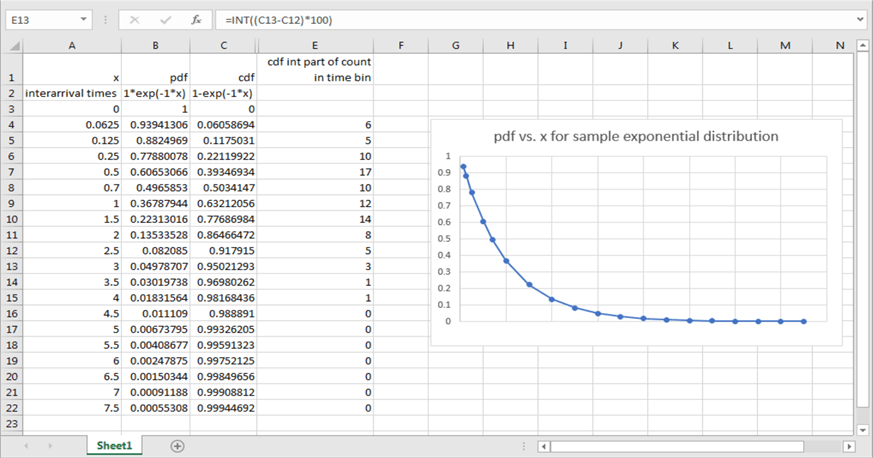 E13 fx =INT((C13-C12)*100)
A B C E F G H I J K L M N
cdf int part of count
1 x pdf cdf in time bin
2 interarrival times 1*exp(-1*x) 1-exp(-1*x)
3 0 1 0
4 0.0625 0.93941306 0.06058694 6
5 0.125 0.8824969 0.1175031 5
6 0.25 0.77880078 0.22119922 10
7 0.5 0.60653066 0.39346934 17
8 0.7 0.4965853 0.5034147 10
9 1 0.36787944 0.63212056 12
10 1.5 0.22313016 0.77686984 14
11 2 0.13533528 0.86466472 8
12 2.5 0.082085 0.917915 5
13 3 0.04978707 0.95021293 3
14 3.5 0.03019738 0.96980262 1
15 4 0.01831564 0.98168436 1
16 4.5 0.011109 0.988891 0
17 5 0.00673795 0.99326205 0
18 5.5 0.00408677 0.99591323 0
19 6 0.00247875 0.99752125 0
20 6.5 0.00150344 0.99849656 0
21 7 0.00091188 0.99908812 0
22 7.5 0.00055308 0.99944692 0
23
pdf vs. x for sample exponential distribution
1
0.9
0.8
0.7
0.6
0.5
0.4
0.3
0.2
0.1
0
Sheet1